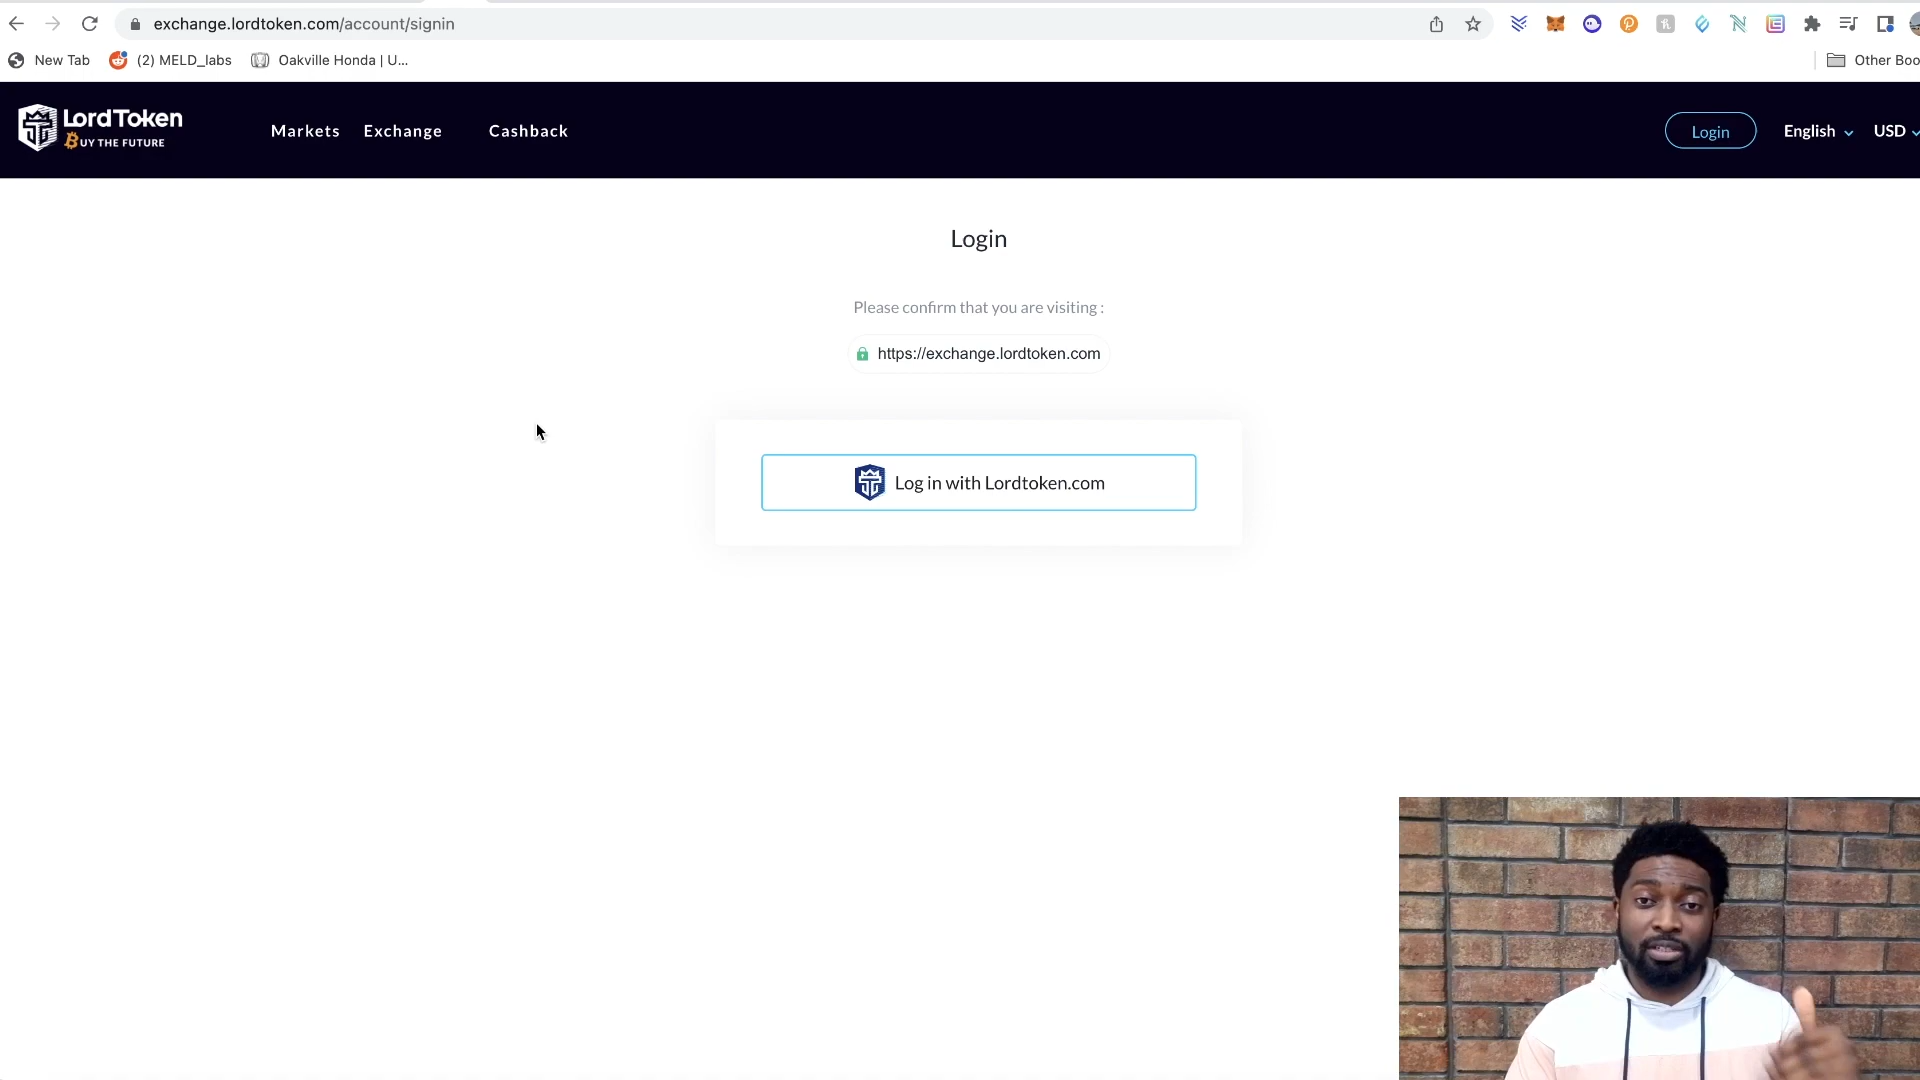 exchange.lordtoken.com/account/signin
New Tab
(2) MELD_labs
Oakville Honda | U...
Other Boo
LordToken
BUY THE FUTURE
Markets
Exchange
Cashback
Login
English
USD
Login
Please confirm that you are visiting :
https://exchange.lordtoken.com
Log in with Lordtoken.com